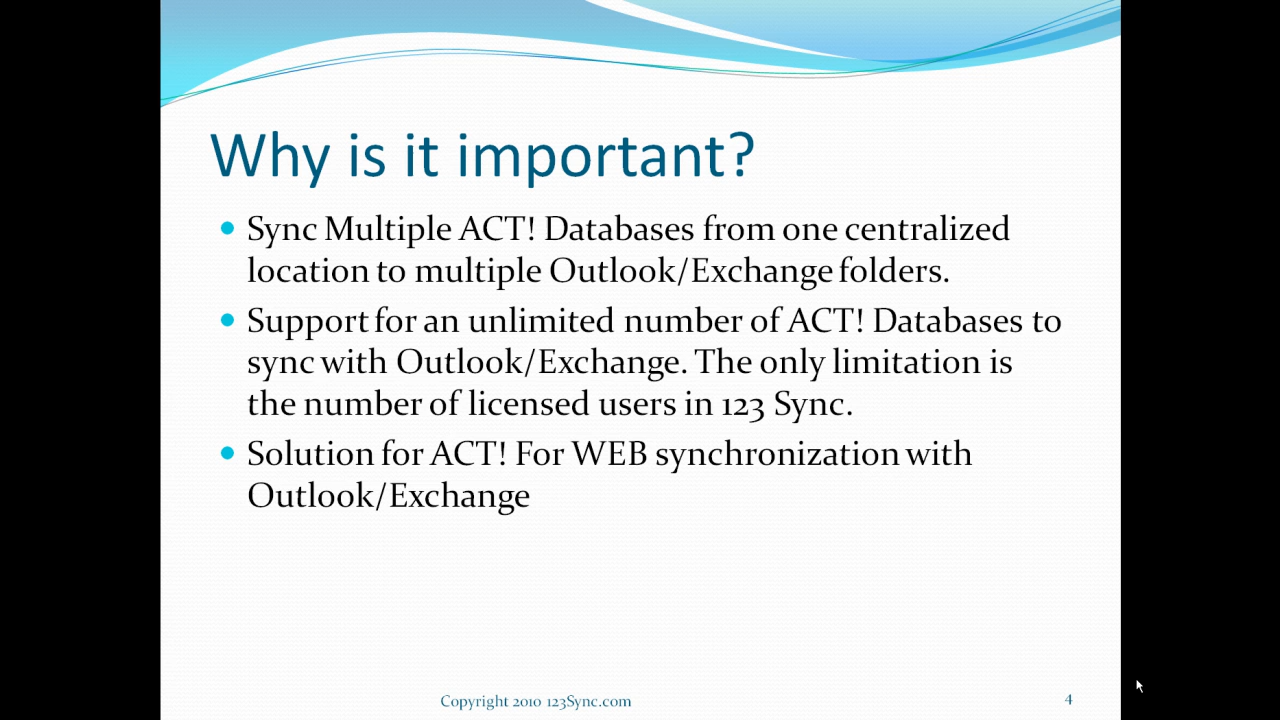 Why is it important?
Sync Multiple ACT! Databases from one centralized
location to multiple Outlook/Exchange folders.
Support for an unlimited number of ACT! Databases to
sync with Outlook/Exchange. The only limitation is
the number of licensed users in 123 Sync.
Solution for ACT! For WEB synchronization with
Outlook/Exchange
Copyright 2010 123Sync.com
4